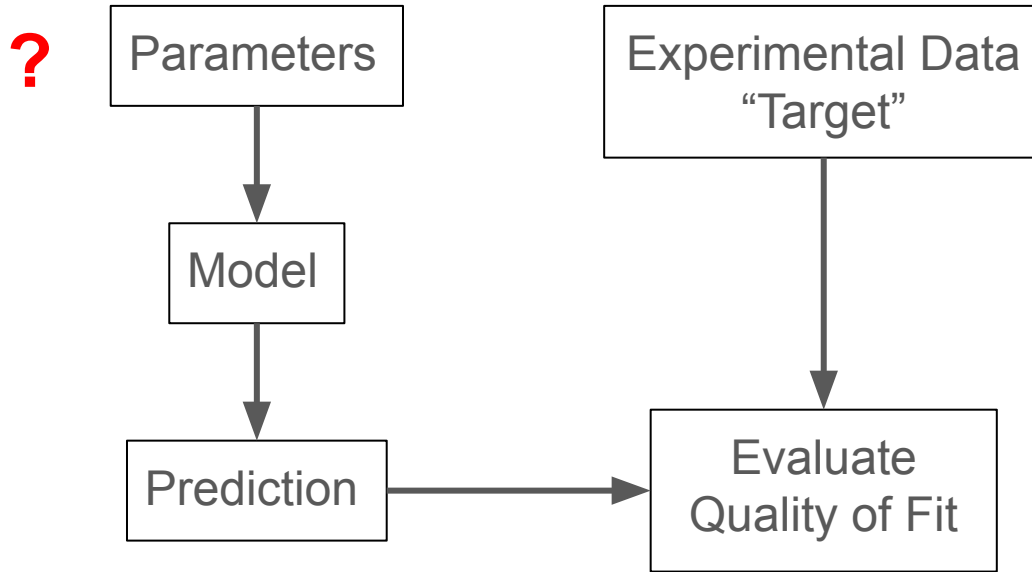 ?
Parameters
Experimental Data
“Target”
Model
Prediction
Evaluate
Quality of Fit